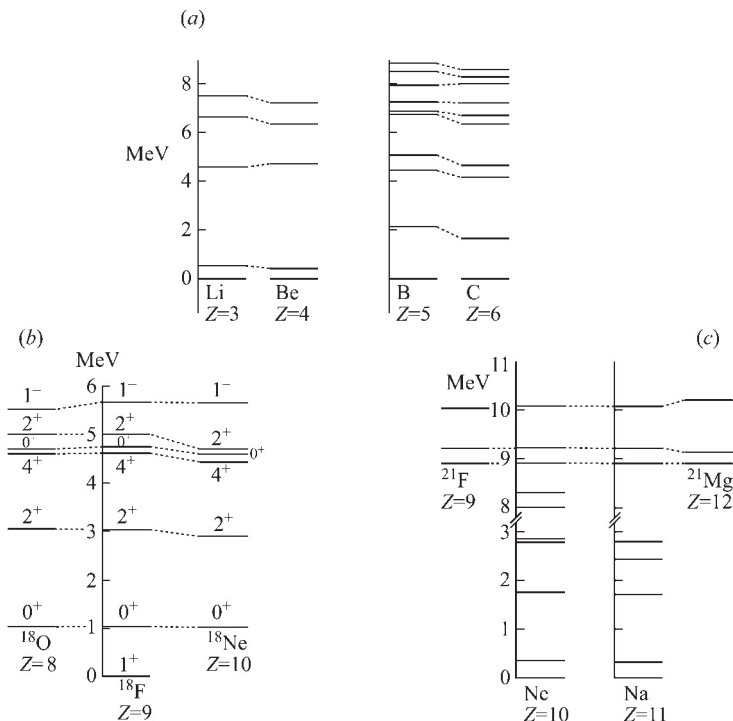 (a)
8
6
MeV
4
2
0
Li
Z=3
Be
Z=4
B
Z=5
C
Z=6
(b)
MeV
6
5
4
3
2
1
0
1⁻ 1⁻ 1⁻
2⁺ 2⁺ 2⁺
0⁺
4⁺ 4⁺ 4⁺
2⁺ 2⁺ 2⁺
0⁺ 0⁺ 0⁺
¹⁸O
Z=8
¹⁸Ne
Z=10
1⁺
¹⁸F
Z=9
(c)
11
MeV
10
9
8
3
2
1
0
²¹F
Z=9
²¹Mg
Z=12
Nc
Z=10
Na
Z=11